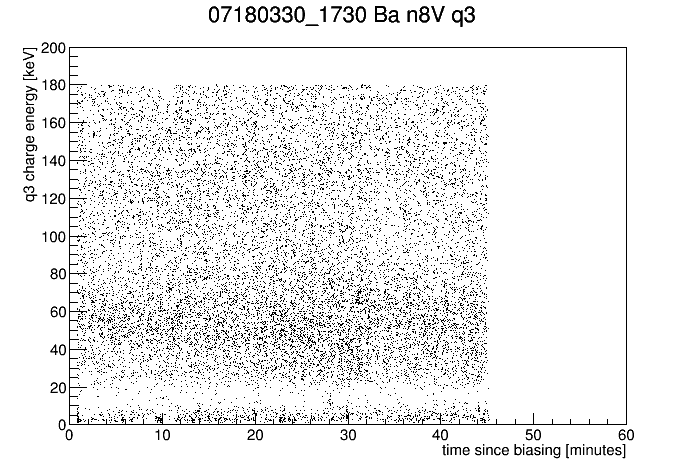 07180330_1730 Ba n8V q3
q3 charge energy [keV]
200
180
160
140
120
100
80
60
40
20
0
0 10 20 30 40 50 60
time since biasing [minutes]